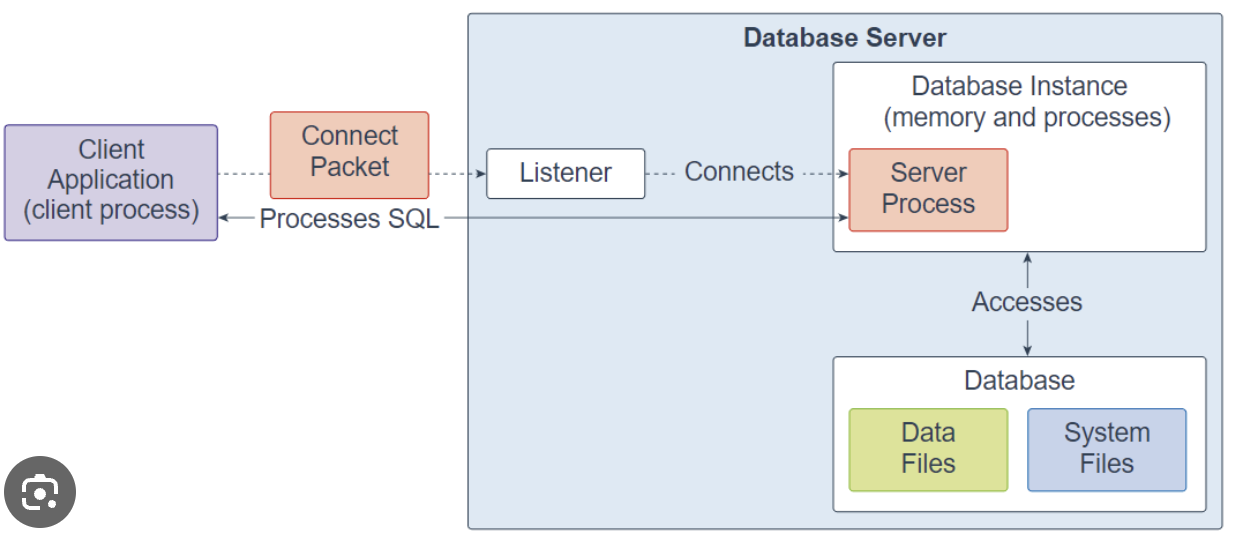 Database Server
Database Instance
(memory and processes)
Client
Application
(client process)
Connect
Packet
Listener
Connects
Server
Process
Processes SQL
Accesses
Database
Data
Files
System
Files